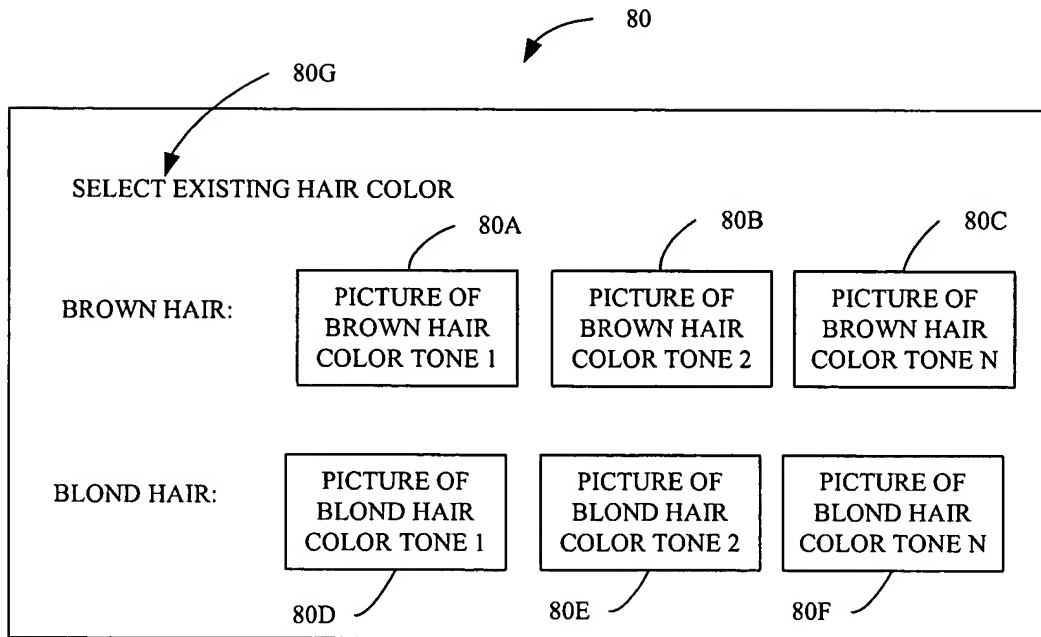 80
80G
SELECT EXISTING HAIR COLOR
80A
80B
80C
BROWN HAIR:
PICTURE OF
BROWN HAIR
COLOR TONE 1
PICTURE OF
BROWN HAIR
COLOR TONE 2
PICTURE OF
BROWN HAIR
COLOR TONE N
BLOND HAIR:
PICTURE OF
BLOND HAIR
COLOR TONE 1
PICTURE OF
BLOND HAIR
COLOR TONE 2
PICTURE OF
BLOND HAIR
COLOR TONE N
80D
80E
80F